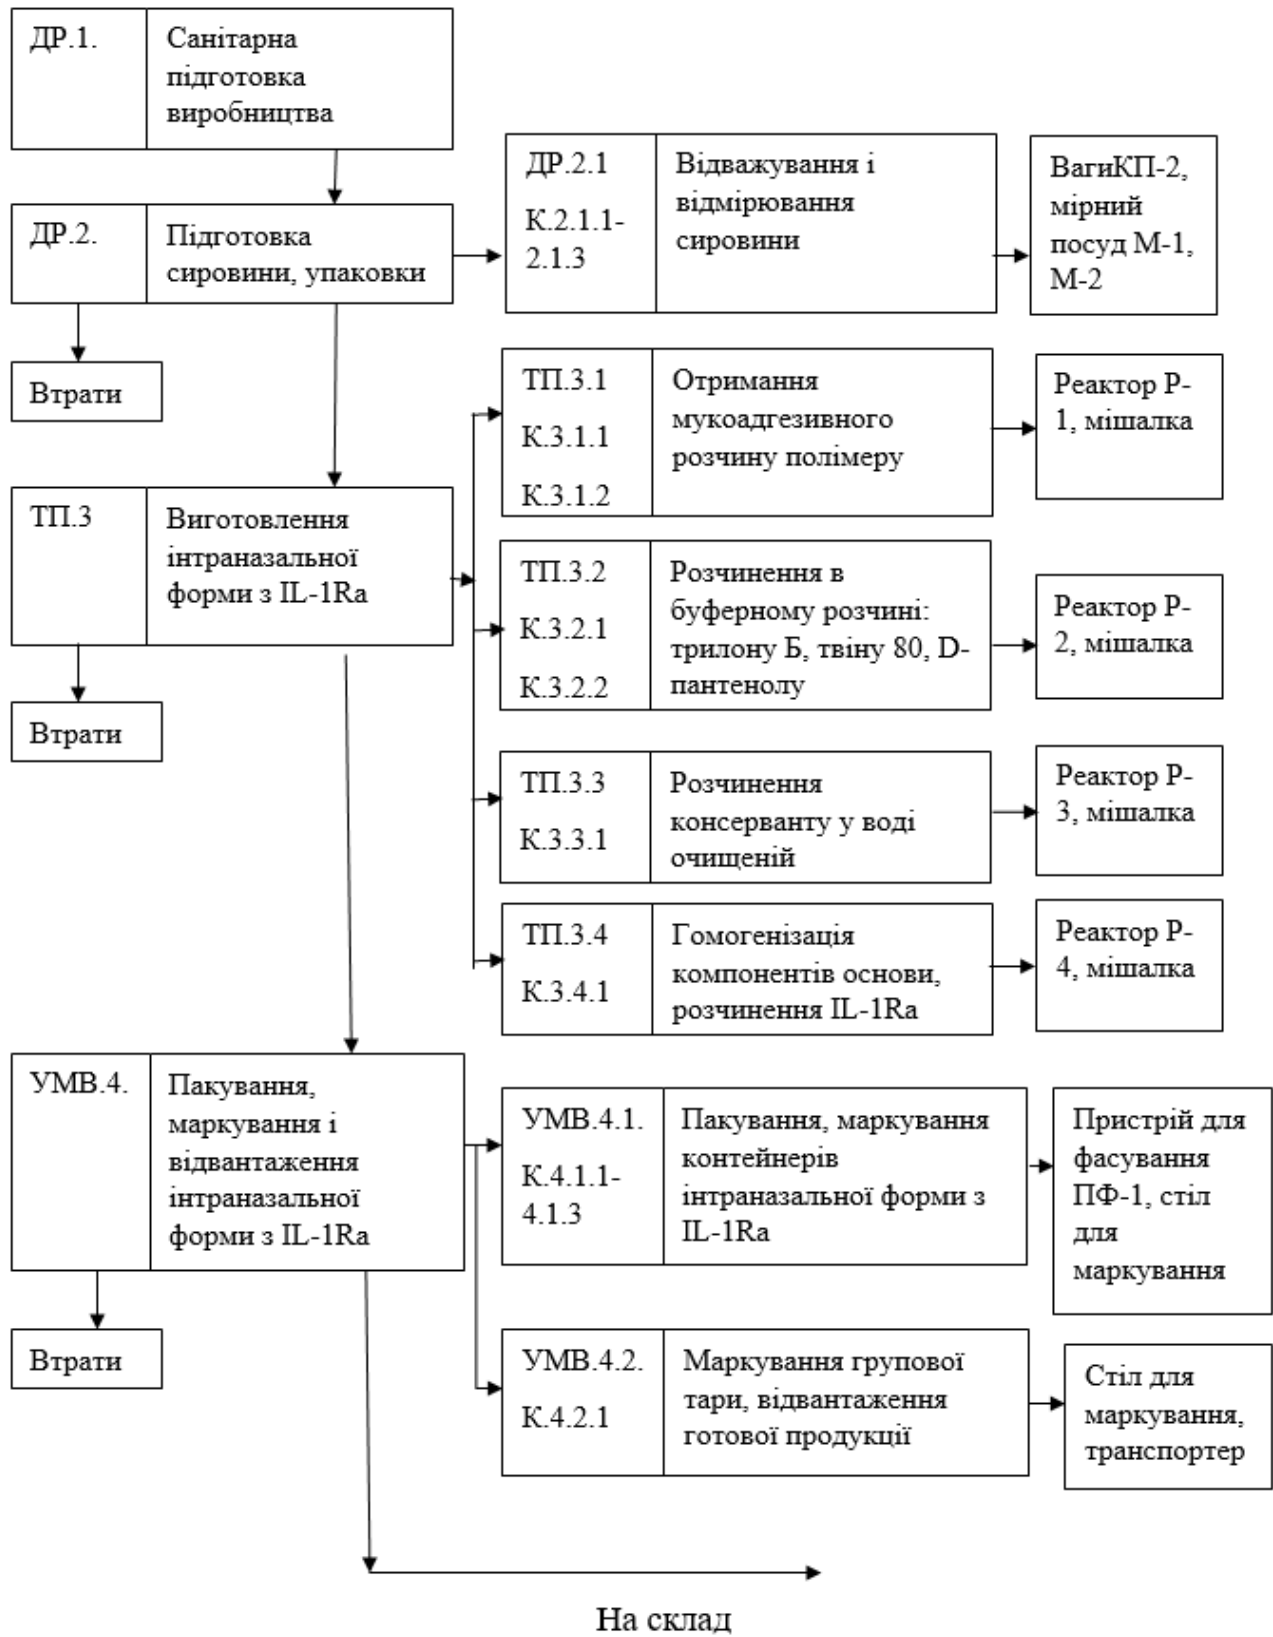 ДР.1.
Санітарна
підготовка
виробництва
ДР.2.
Підготовка
сировини, упаковки
ДР.2.1
К.2.1.1-
2.1.3
Відважування і
відмірювання
сировини
ВагиКП-2,
мірний
посуд М-1,
М-2
Втрати
ТП.3
Виготовлення
інтраназальної
форми з IL-1Ra
ТП.3.1
К.3.1.1
К.3.1.2
Отримання
мукоадгезивного
розчину полімеру
Реактор Р-
1, мішалка
ТП.3.2
К.3.2.1
К.3.2.2
Розчинення в
буферному розчині:
трилону Б, твіну 80, D-
пантенолу
Реактор Р-
2, мішалка
Втрати
ТП.3.3
К.3.3.1
Розчинення
консерванту у воді
очищеній
Реактор Р-
3, мішалка
ТП.3.4
К.3.4.1
Гомогенізація
компонентів основи,
розчинення IL-1Ra
Реактор Р-
4, мішалка
УМВ.4.
Пакування,
маркування і
відвантаження
інтраназальної
форми з IL-1Ra
УМВ.4.1.
К.4.1.1-
4.1.3
Пакування, маркування
контейнерів
інтраназальної форми з
IL-1Ra
Пристрій для
фасування
ПФ-1, стіл
для
маркування
Втрати
УМВ.4.2.
К.4.2.1
Маркування групової
тари, відвантаження
готової продукції
Стіл для
маркування,
транспортер
На склад